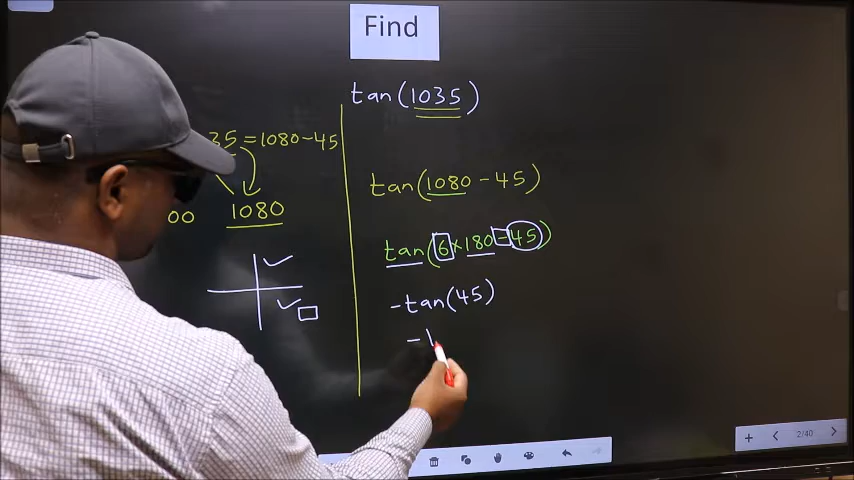 Find
tan(1035)
35 = 1080 - 45
00 1080
tan(1080 - 45)
tan(6 × 180 - 45)
- tan(45)
- 1
2/40